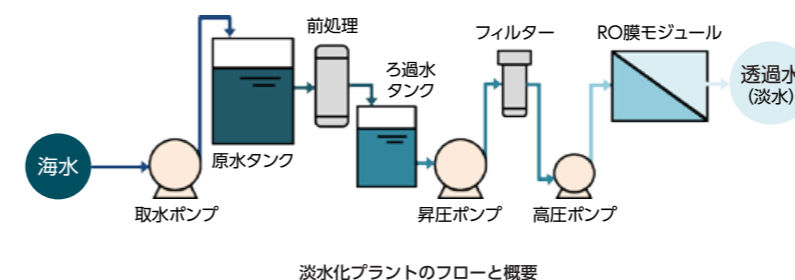 海水
取水ポンプ
原水タンク
前処理
ろ過水
タンク
昇圧ポンプ
フィルター
高圧ポンプ
RO膜モジュール
透過水
(淡水)
淡水化プラントのフローと概要